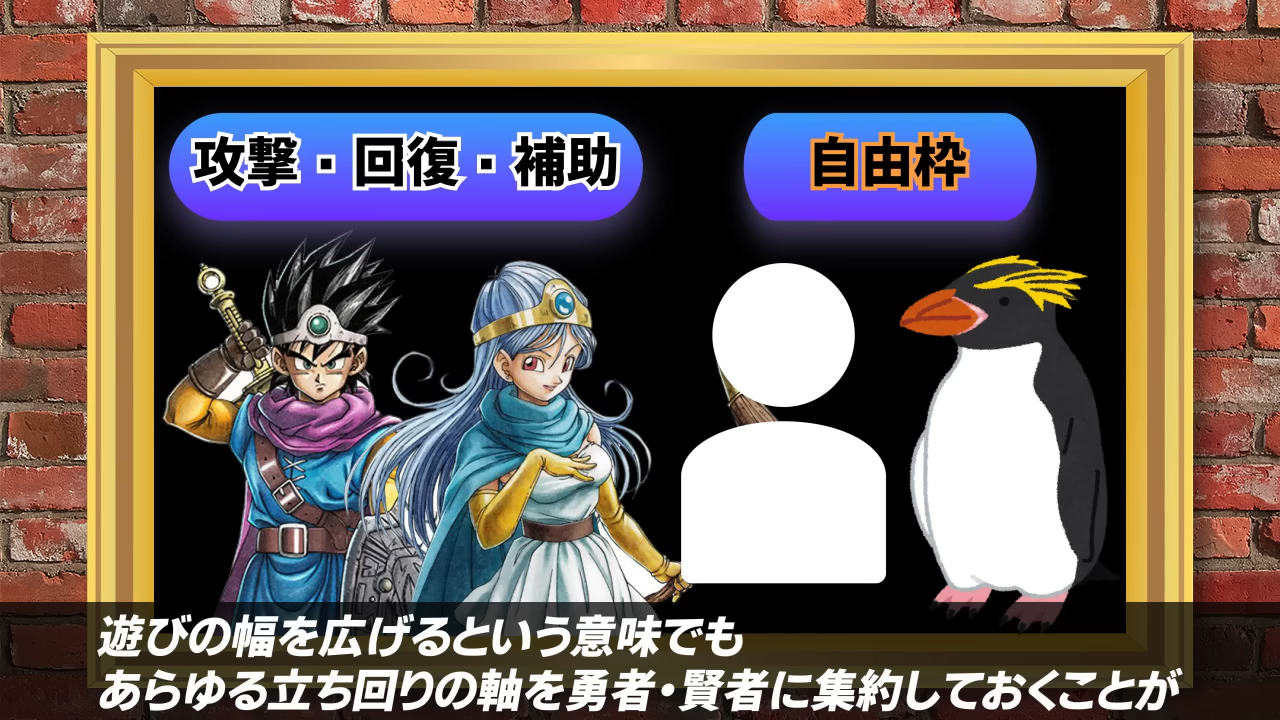 攻撃・回復・補助
自由枠
遊びの幅を広げるという意味でも
あらゆる立ち回りの軸を勇者・賢者に集約しておくことが